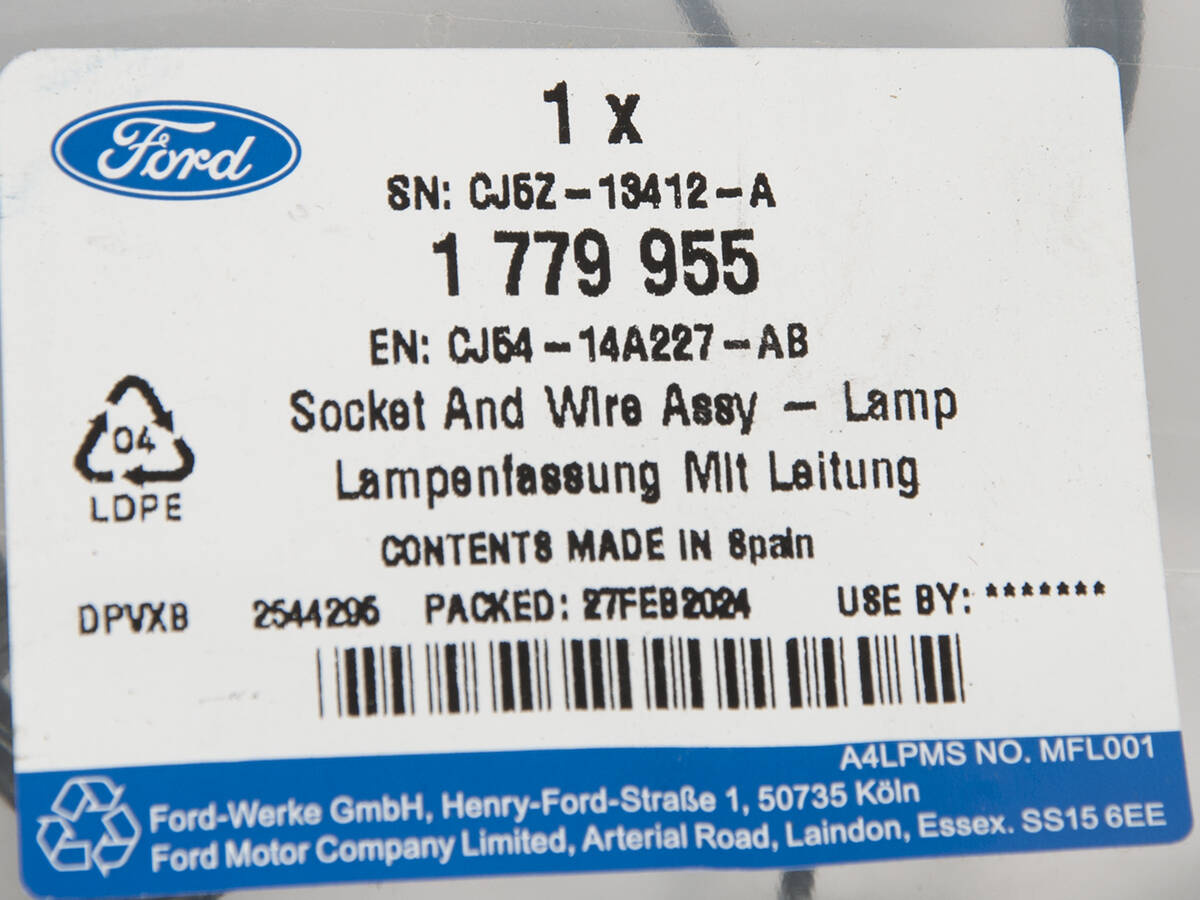 Ford
1 x
SN: CJ5Z-13412-A
1 779 955
EN: CJ54-14A227-AB
Socket And Wire Assy - Lamp
04
LDPE
Lampenfassung Mit Leitung
CONTENTS MADE IN Spain
DPVXB 2544295 PACKED: 27FEB2024 USE BY: *******
A4LPMS NO. MFL001
Ford-Werke GmbH, Henry-Ford-Straße 1, 50735 Köln
Ford Motor Company Limited, Arterial Road, Laindon, Essex. SS15 6EE